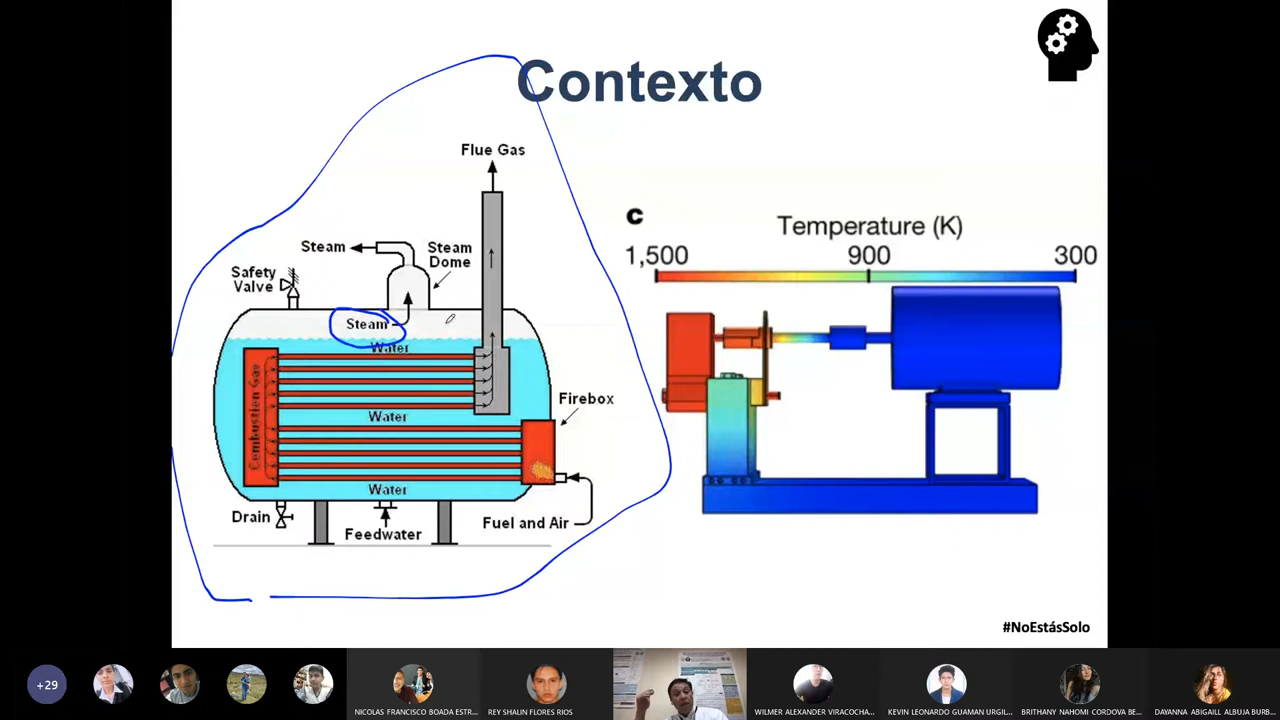 Contexto
Flue Gas
Steam
Steam
Dome
Safety
Valve
Steam
Water
Combustion Gas
Water
Firebox
Water
Drain
Feedwater
Fuel and Air
c
Temperature (K)
1,500 900 300
#NoEstásSolo
+29
NICOLAS FRANCISCO BOADA ESTR...
REY SHALIN FLORES RIOS
WILMER ALEXANDER VIRACOCHA...
KEVIN LEONARDO GUAMAN URGIL...
BRITHANY NAHOMI CORDOVA BE...
DAYANNA ABIGAILL ALBUJA BURB...